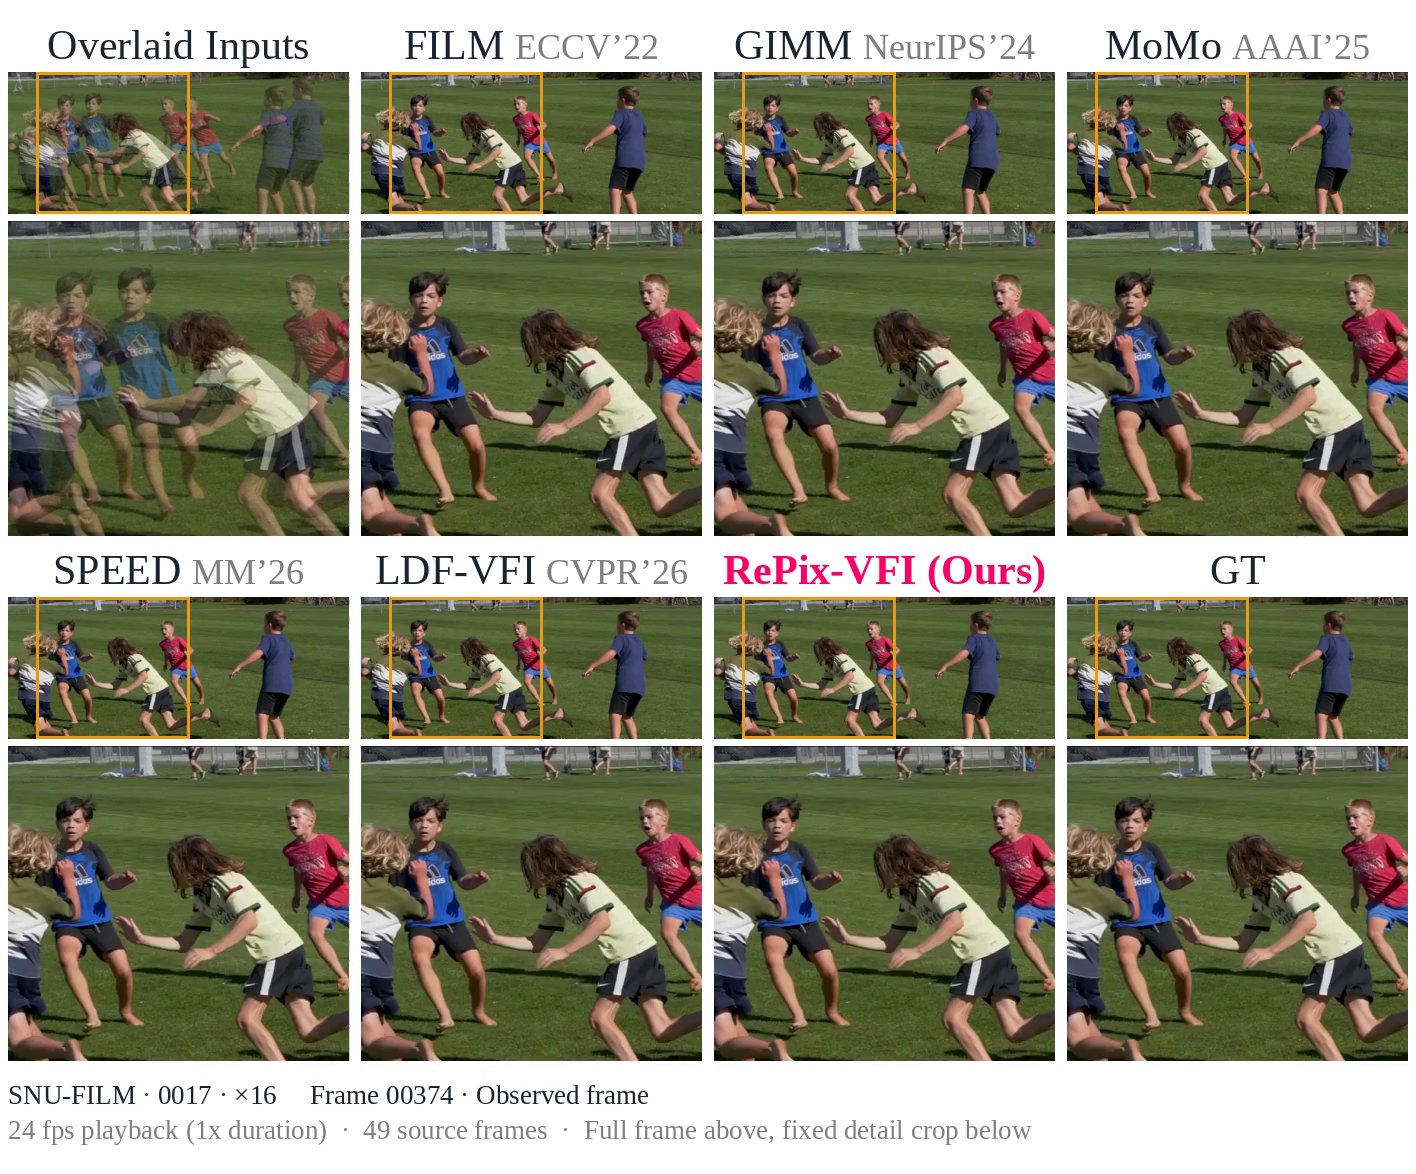 Overlaid Inputs
FILM ECCV’22
GIMM NeurIPS’24
MoMo AAAI’25
SPEED MM’26
LDF-VFI CVPR’26
RePix-VFI (Ours)
GT
SNU-FILM · 0017 · ×16 Frame 00374 · Observed frame
24 fps playback (1x duration) · 49 source frames · Full frame above, fixed detail crop below